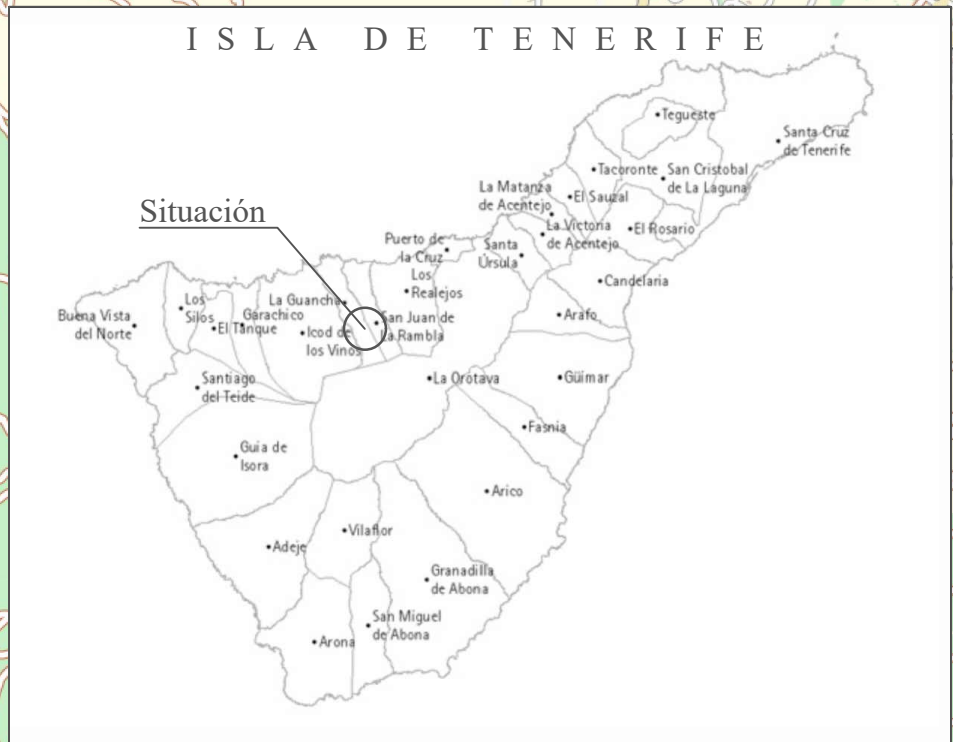 ISLA DE TENERIFE
Tegueste
Santa Cruz
de Tenerife
Tacoronte
San Cristobal
de La Laguna
La Matanza
de Acentejo
El Sauzal
Situación
La Victoria
de Acentejo
El Rosario
Puerto de
la Cruz
Santa
Úrsula
Los
Realejos
Candelaria
La Guancha
Los
Silos
Garachico
Buena Vista
del Norte
El Tanque
Icod de
los Vinos
San Juan de
La Rambla
Arafo
Santiago
del Teide
La Orotava
Güimar
Fasnia
Guia de
Isora
Arico
Vilaflor
Adeje
Granadilla
de Abona
San Miguel
de Abona
Arona